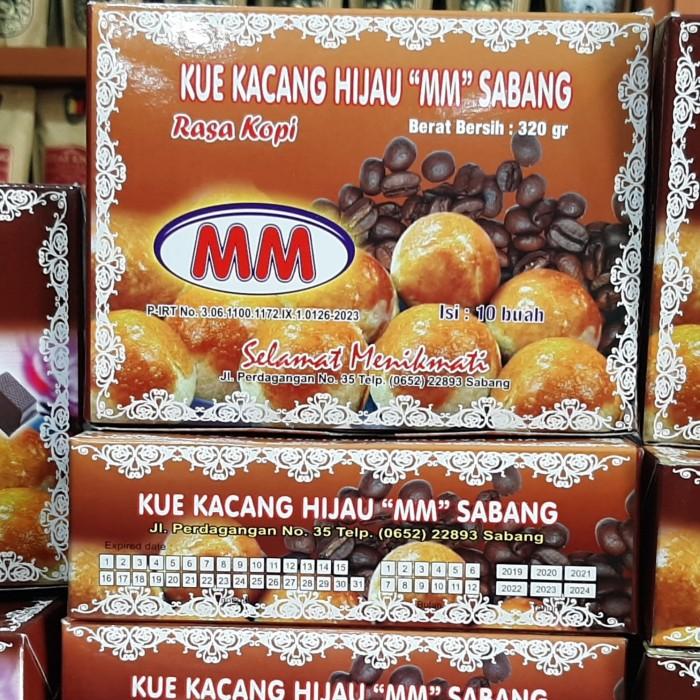 KUE KACANG HIJAU “MM” SABANG
Rasa Kopi
Berat Bersih : 320 gr
MM
P-IRT No. 3.06.1100.1172.IX.1.0126-2023
Isi : 10 buah
Selamat Menikmati
Jl. Perdagangan No. 35 Telp. (0652) 22893 Sabang
KUE KACANG HIJAU “MM” SABANG
Jl. Perdagangan No. 35 Telp. (0652) 22893 Sabang
Expired date
1 2 3 4 5 6 7 8 9 10 11 12 13 14 15 1 2 3 4 5 6 2019 2020 2021
16 17 18 19 20 21 22 23 24 25 26 27 28 29 30 31 7 8 9 10 11 12 2022 2023 2024
KUE KACANG HIJAU “MM” SABANG